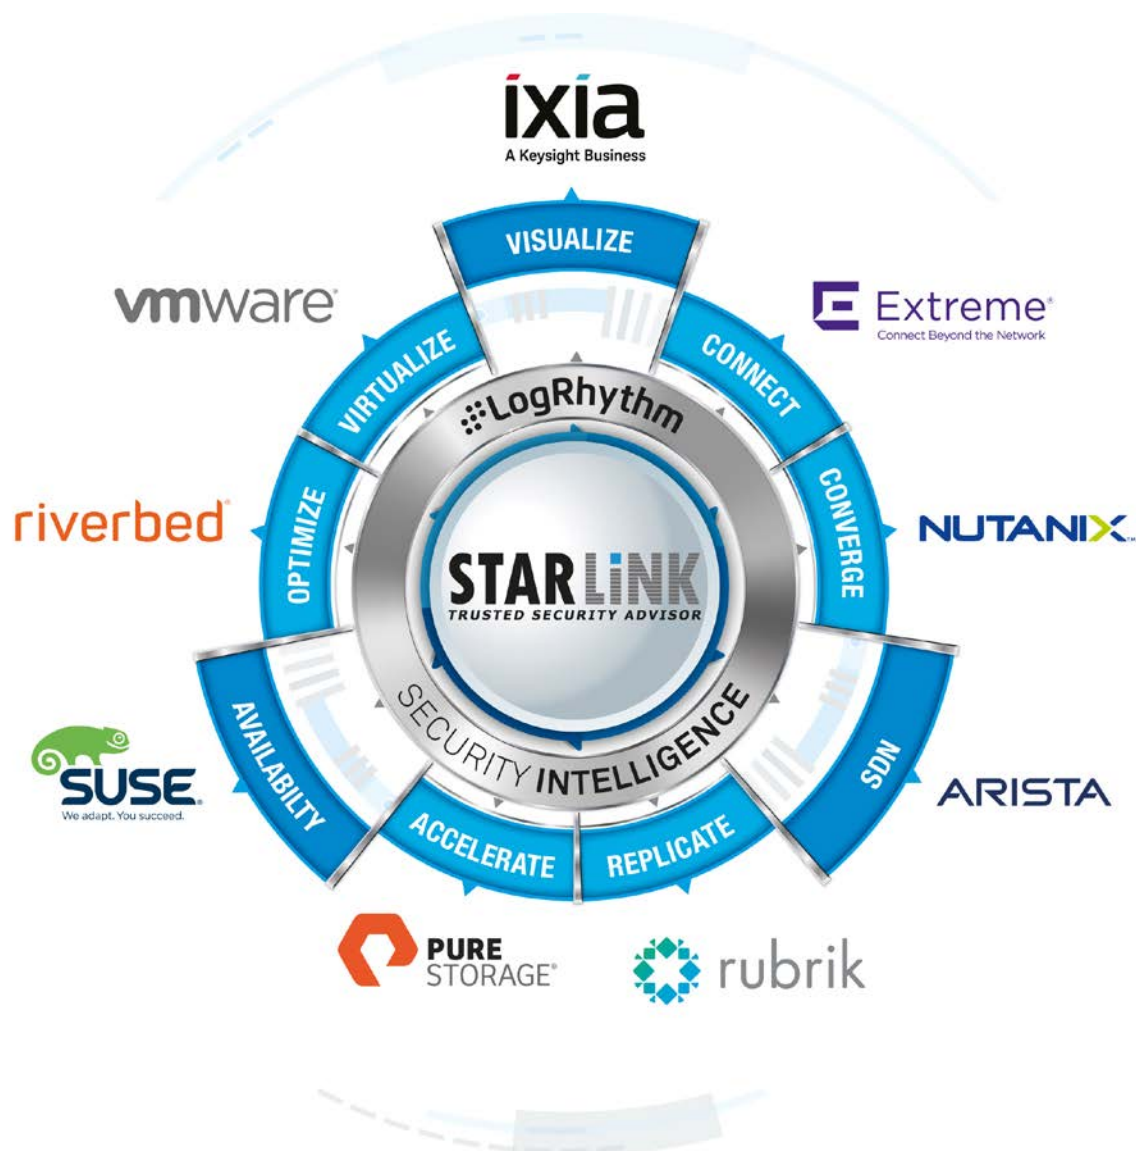 ixia
A Keysight Business
VISUALIZE
vmware®
Extreme®
Connect Beyond the Network
VIRTUALIZE
CONNECT
LogRhythm
riverbed®
OPTIMIZE
CONVERGE
NUTANIX™
STARLiNK
TRUSTED SECURITY ADVISOR
SECURITY INTELLIGENCE
AVAILABILTY
SDN
SUSE®
We adapt. You succeed.
ARISTA
ACCELERATE
REPLICATE
PURE
STORAGE®
rubrik